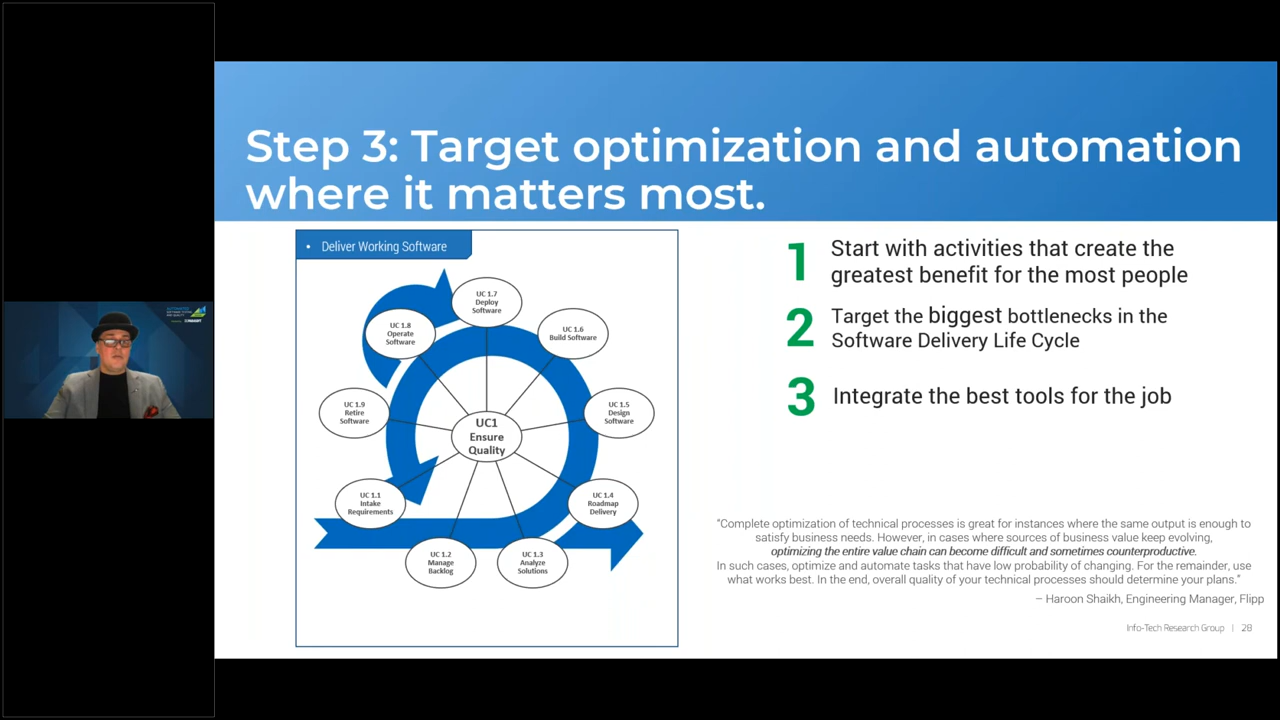 Step 3: Target optimization and automation
where it matters most.
• Deliver Working Software
UC 1.7
Deploy
Software
UC 1.8
Operate
Software
UC 1.6
Build Software
UC 1.9
Retire
Software
UC 1.5
Design
Software
UC1
Ensure
Quality
UC 1.1
Intake
Requirements
UC 1.4
Roadmap
Delivery
UC 1.2
Manage
Backlog
UC 1.3
Analyze
Solutions
1 Start with activities that create the
greatest benefit for the most people
2 Target the biggest bottlenecks in the
Software Delivery Life Cycle
3 Integrate the best tools for the job
“Complete optimization of technical processes is great for instances where the same output is enough to
satisfy business needs. However, in cases where sources of business value keep evolving,
optimizing the entire value chain can become difficult and sometimes counterproductive.
In such cases, optimize and automate tasks that have low probability of changing. For the remainder, use
what works best. In the end, overall quality of your technical processes should determine your plans.”
– Haroon Shaikh, Engineering Manager, Flipp
Info-Tech Research Group | 28